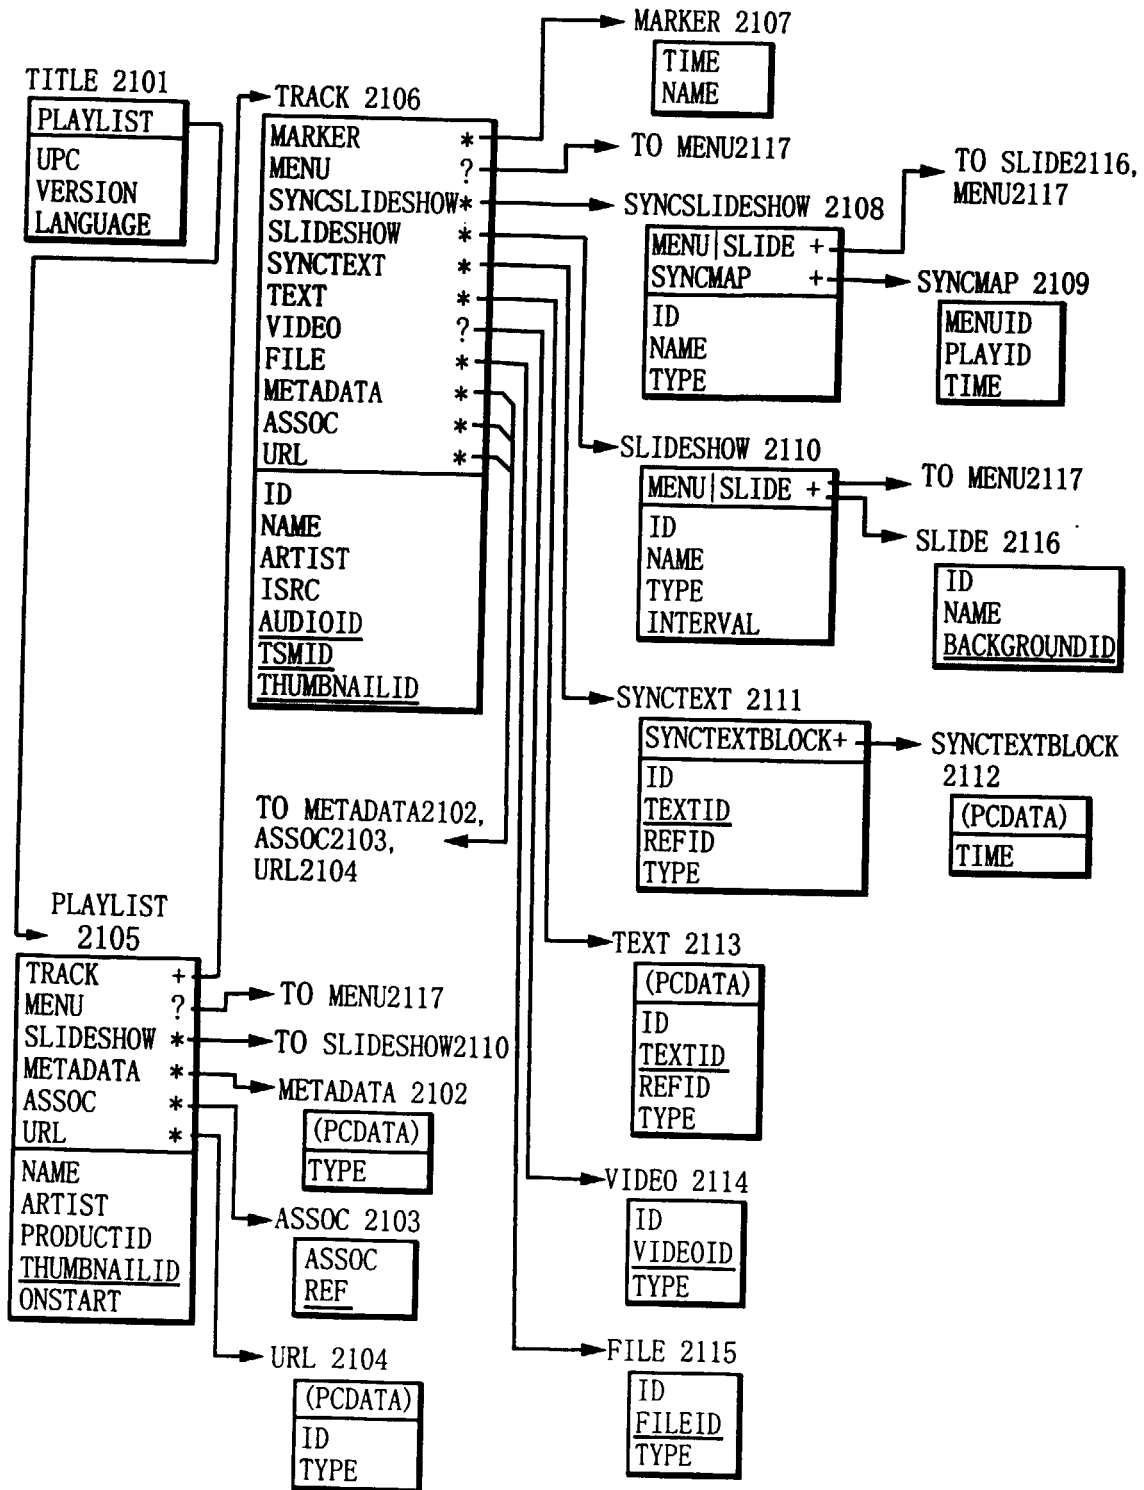 TITLE 2101
PLAYLIST
UPC
VERSION
LANGUAGE
TRACK 2106
MARKER *
MENU ?
SYNCSLIDESHOW*
SLIDESHOW *
SYNCTEXT *
TEXT *
VIDEO ?
FILE *
METADATA *
ASSOC *
URL *
ID
NAME
ARTIST
ISRC
AUDIOID
TSMID
THUMBNAILID
MARKER 2107
TIME
NAME
TO MENU2117
SYNCSLIDESHOW 2108
MENU|SLIDE +
SYNCMAP +
ID
NAME
TYPE
TO SLIDE2116,
MENU2117
SYNCMAP 2109
MENUID
PLAYID
TIME
SLIDESHOW 2110
MENU|SLIDE +
ID
NAME
TYPE
INTERVAL
TO MENU2117
SLIDE 2116
ID
NAME
BACKGROUNDID
SYNCTEXT 2111
SYNCTEXTBLOCK+
ID
TEXTID
REFID
TYPE
SYNCTEXTBLOCK
2112
(PCDATA)
TIME
TO METADATA2102,
ASSOC2103,
URL2104
PLAYLIST
2105
TRACK +
MENU ?
SLIDESHOW *
METADATA *
ASSOC *
URL *
NAME
ARTIST
PRODUCTID
THUMBNAILID
ONSTART
TO MENU2117
TO SLIDESHOW2110
METADATA 2102
(PCDATA)
TYPE
ASSOC 2103
ASSOC
REF
URL 2104
(PCDATA)
ID
TYPE
TEXT 2113
(PCDATA)
ID
TEXTID
REFID
TYPE
VIDEO 2114
ID
VIDEOID
TYPE
FILE 2115
ID
FILEID
TYPE